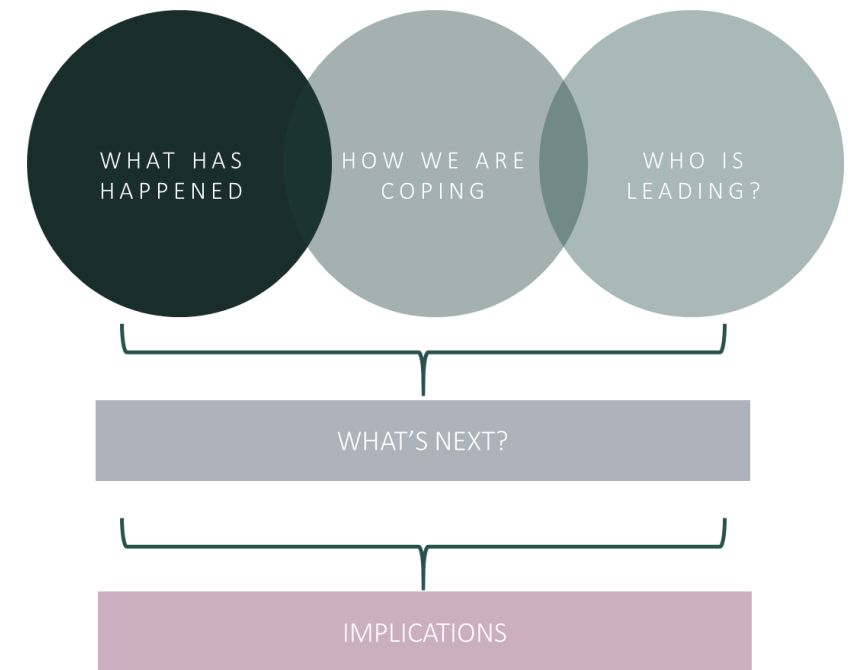 WHAT HAS
HAPPENED
HOW WE ARE
COPING
WHO IS
LEADING?
WHAT’S NEXT?
IMPLICATIONS